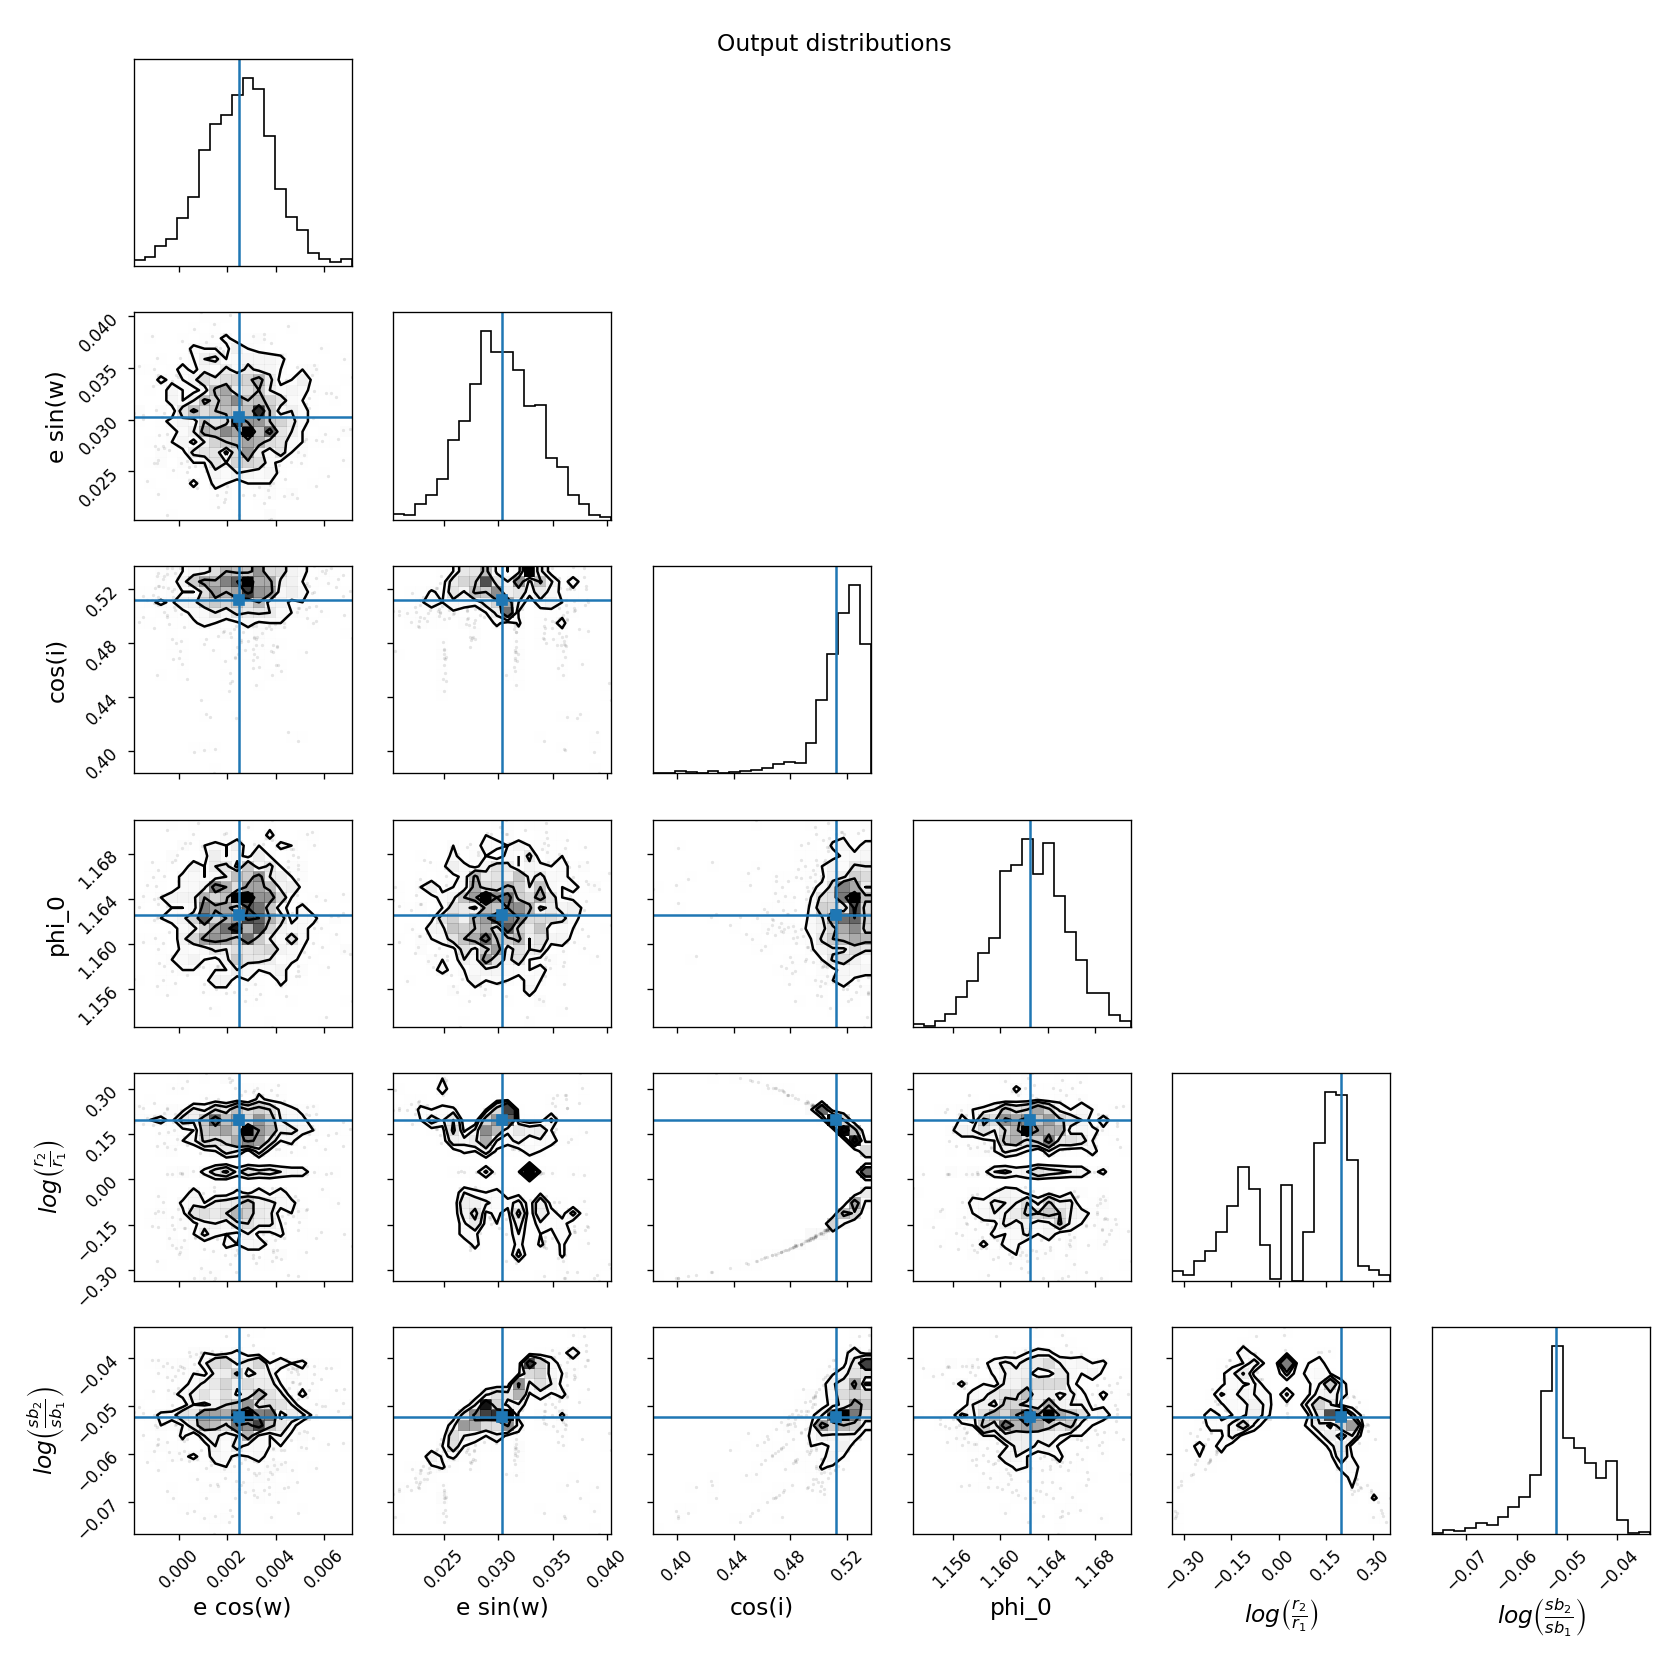 Output distributions
e sin(w)
0.040
0.035
0.030
0.025
cos(i)
0.52
0.48
0.44
0.40
phi_0
1.168
1.164
1.160
1.156
log(r₂/r₁)
0.30
0.15
0.00
−0.15
−0.30
log(sb₂/sb₁)
−0.04
−0.05
−0.06
−0.07
0.000 0.002 0.004 0.006 0.025 0.030 0.035 0.040 0.40 0.44 0.48 0.52 1.156 1.160 1.164 1.168 −0.30 −0.15 0.00 0.15 0.30 −0.07 −0.06 −0.05 −0.04
e cos(w) e sin(w) cos(i) phi_0 log(r₂/r₁) log(sb₂/sb₁)